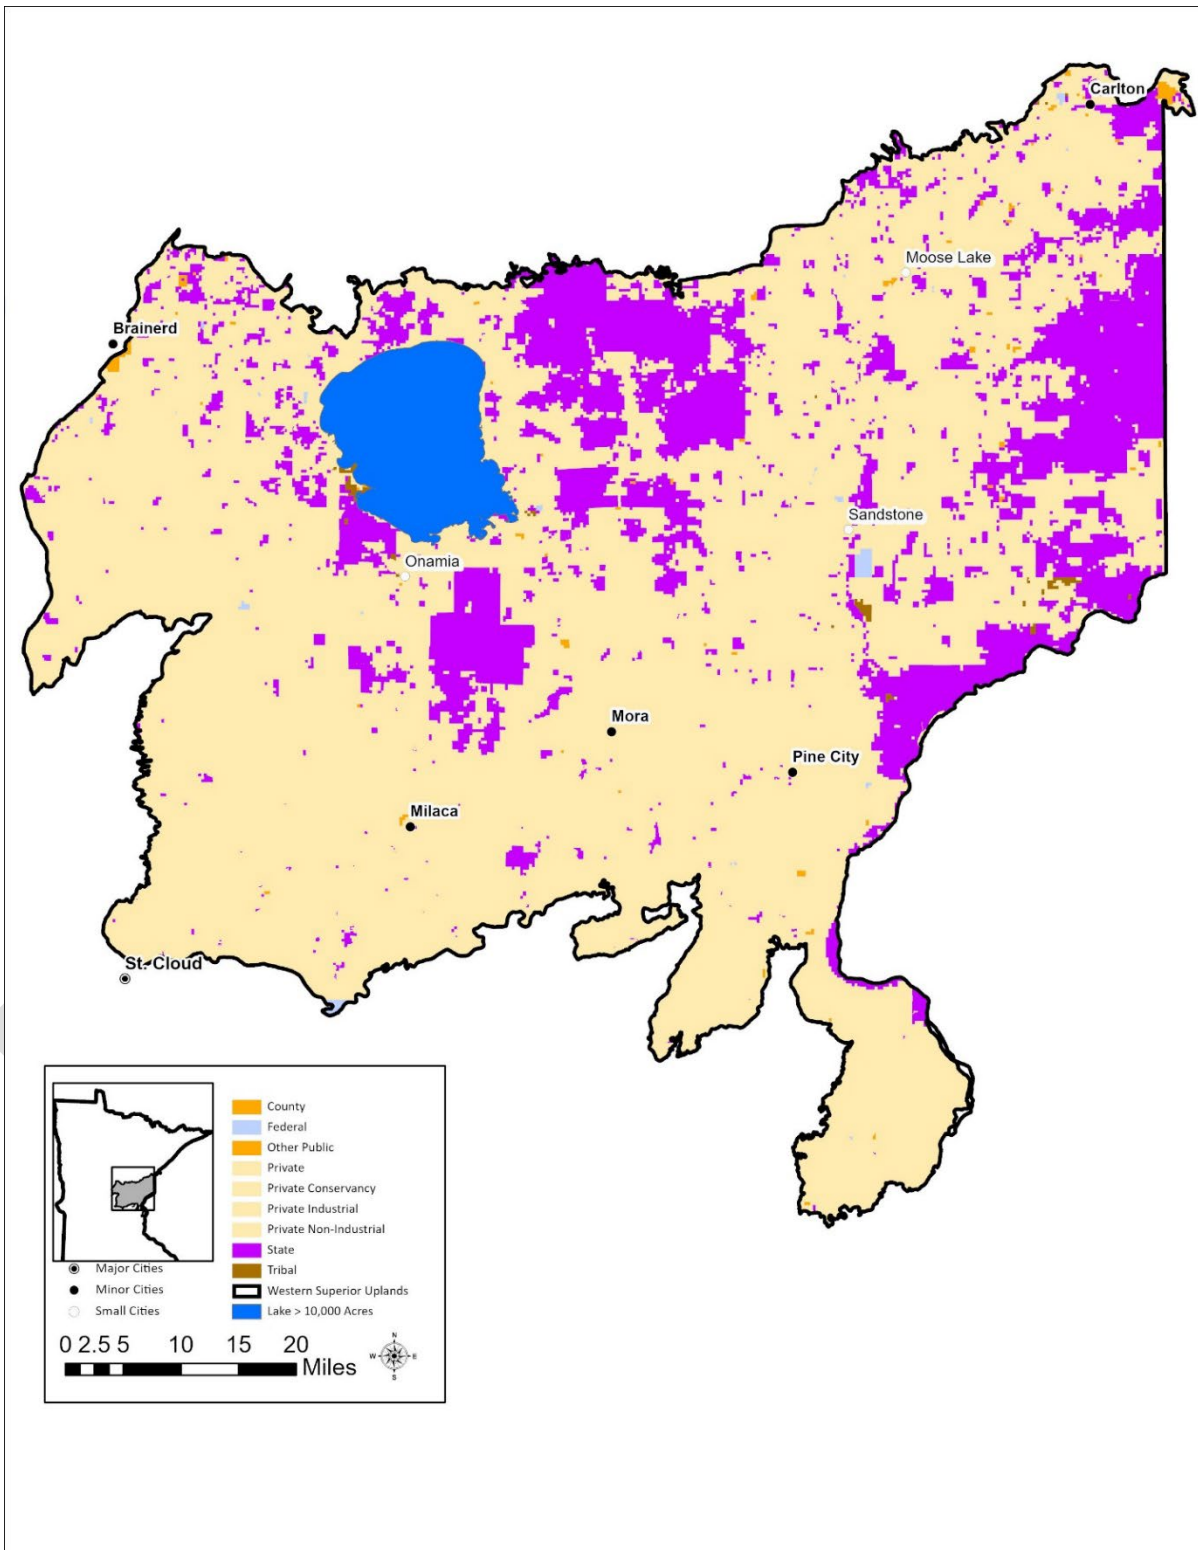 Carlton
Moose Lake
Brainerd
Sandstone
Onamia
Mora
Pine City
Milaca
St. Cloud
County
Federal
Other Public
Private
Private Conservancy
Private Industrial
Private Non-Industrial
State
Tribal
Western Superior Uplands
Lake > 10,000 Acres
Major Cities
Minor Cities
Small Cities
0 2.5 5 10 15 20
Miles
N
W E
S